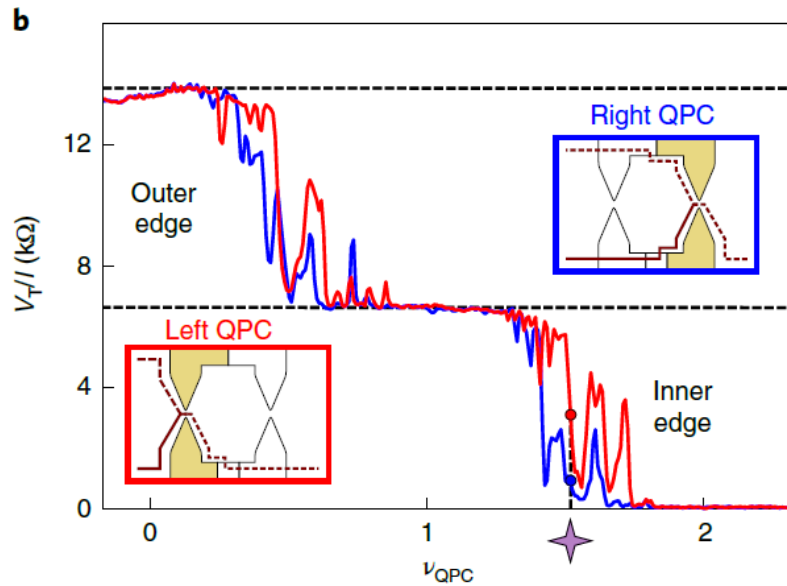 b
12
8
4
0
V_T/I (kΩ)
Outer
edge
Right QPC
Left QPC
Inner
edge
0
1
2
ν_QPC